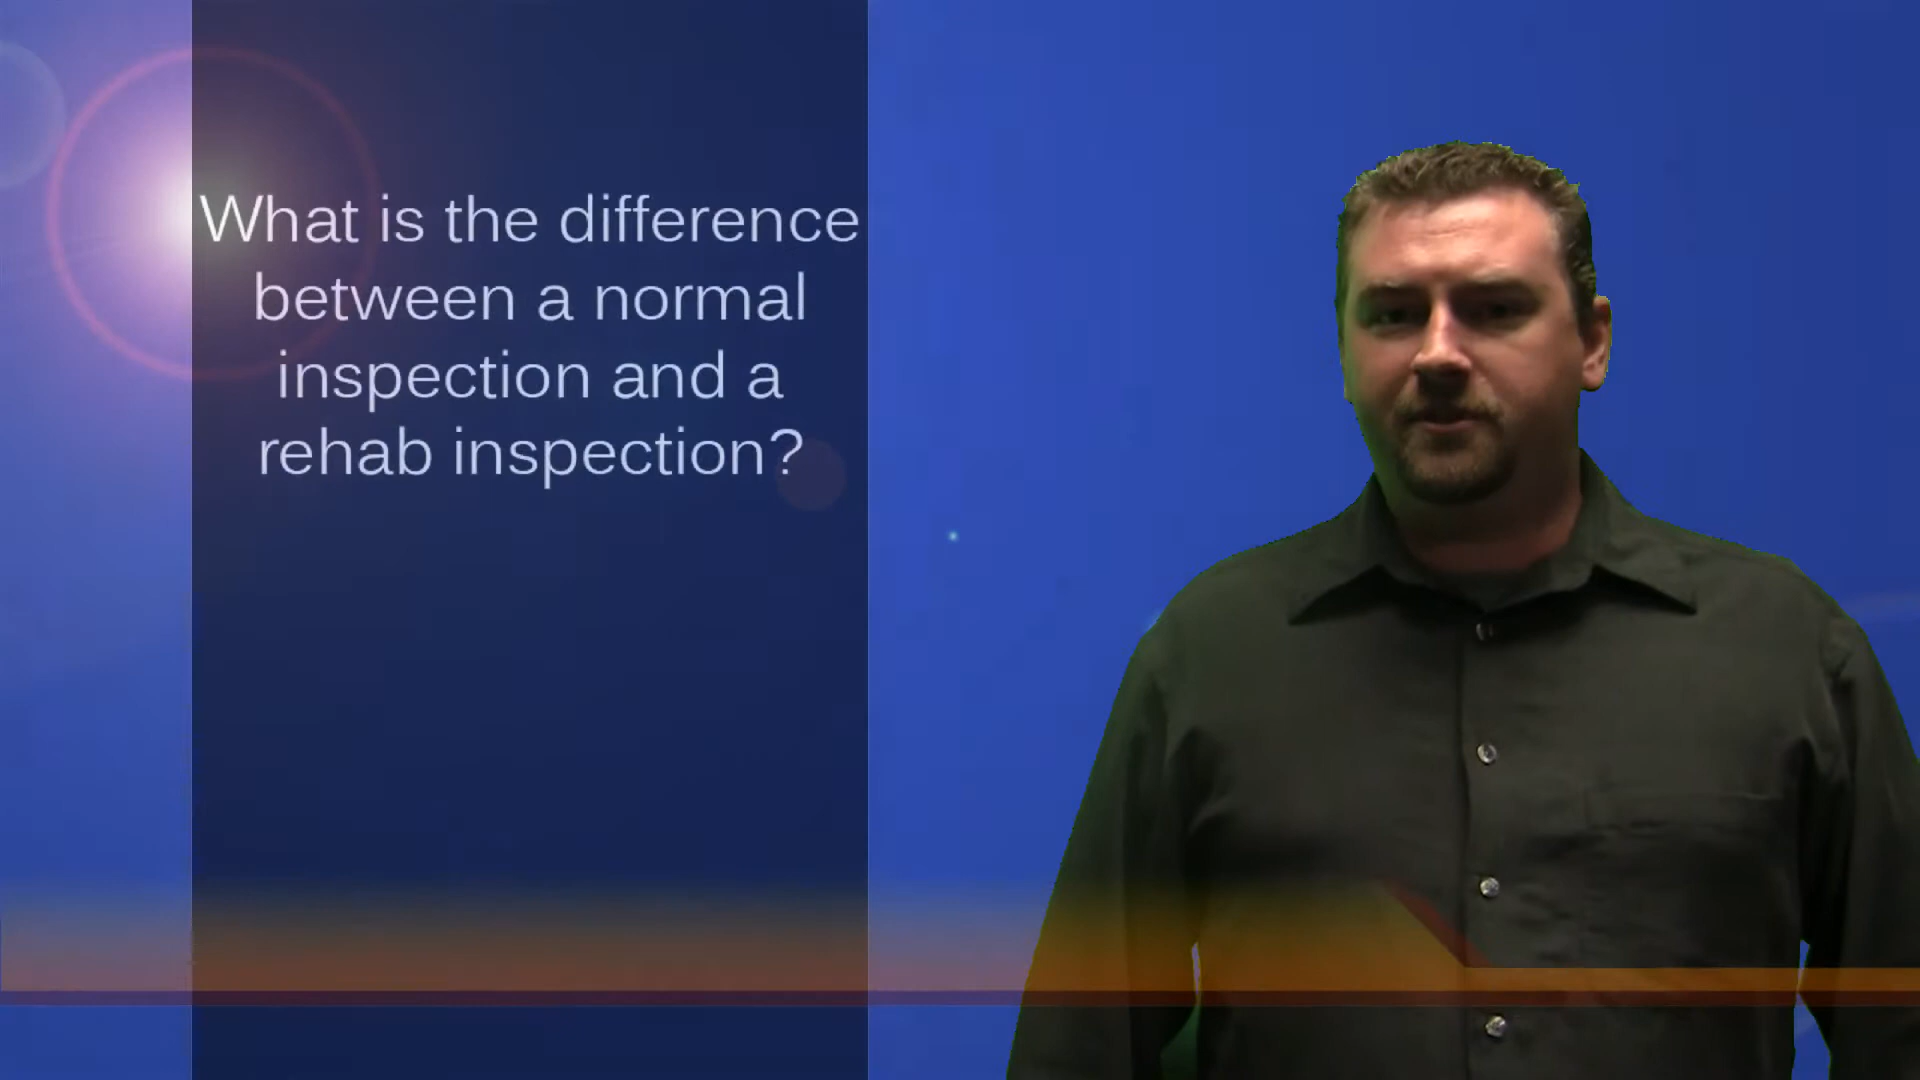 What is the difference
between a normal
inspection and a
rehab inspection?